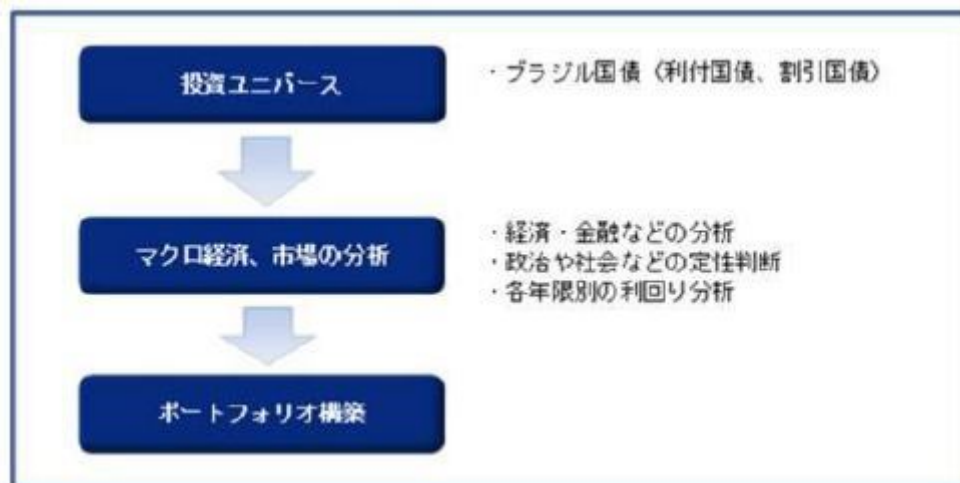 投資ユニバース
・ブラジル国債（利付国債、割引国債）
マクロ経済、市場の分析
・経済・金融などの分析
・政治や社会などの定性判断
・各年限別の利回り分析
ポートフォリオ構築